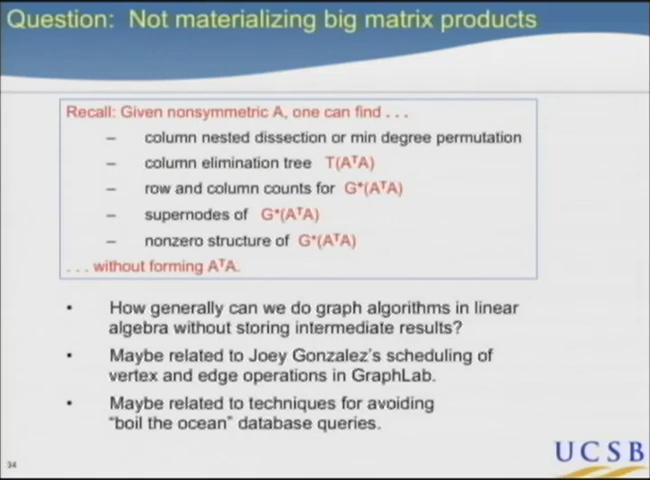 Question: Not materializing big matrix products
Recall: Given nonsymmetric A, one can find . . .
– column nested dissection or min degree permutation
– column elimination tree T(AᵀA)
– row and column counts for G*(AᵀA)
– supernodes of G*(AᵀA)
– nonzero structure of G*(AᵀA)
. . . without forming AᵀA.
• How generally can we do graph algorithms in linear
algebra without storing intermediate results?
• Maybe related to Joey Gonzalez's scheduling of
vertex and edge operations in GraphLab.
• Maybe related to techniques for avoiding
"boil the ocean" database queries.
34
UCSB